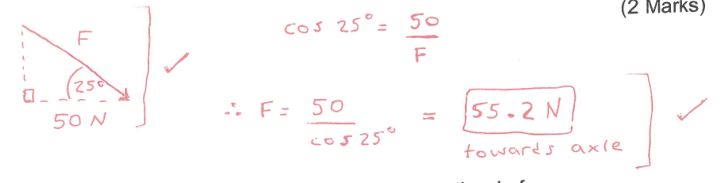 (2 Marks)
F
25°
50 N
cos 25° = 50/F
∴ F = 50/cos 25° = 55.2 N
towards axle